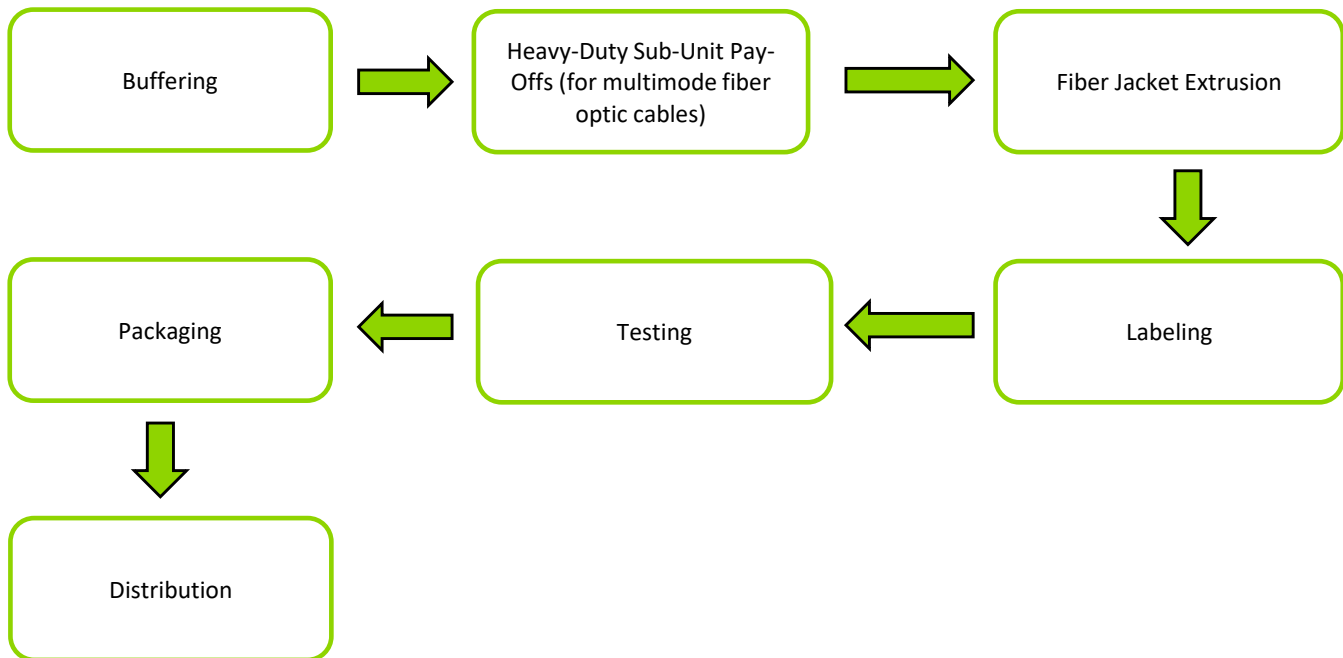 Buffering
Heavy-Duty Sub-Unit Pay-
Offs (for multimode fiber
optic cables)
Fiber Jacket Extrusion
Labeling
Testing
Packaging
Distribution